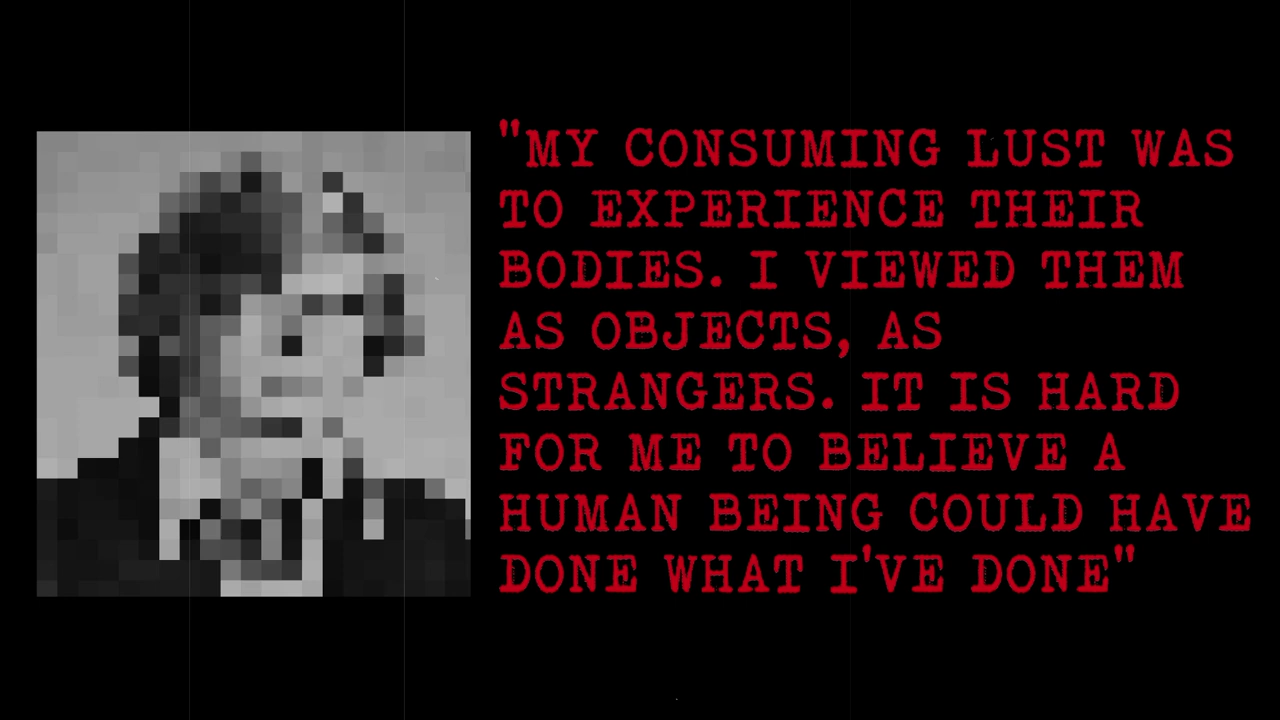 "MY CONSUMING LUST WAS
TO EXPERIENCE THEIR
BODIES. I VIEWED THEM
AS OBJECTS, AS
STRANGERS. IT IS HARD
FOR ME TO BELIEVE A
HUMAN BEING COULD HAVE
DONE WHAT I'VE DONE"